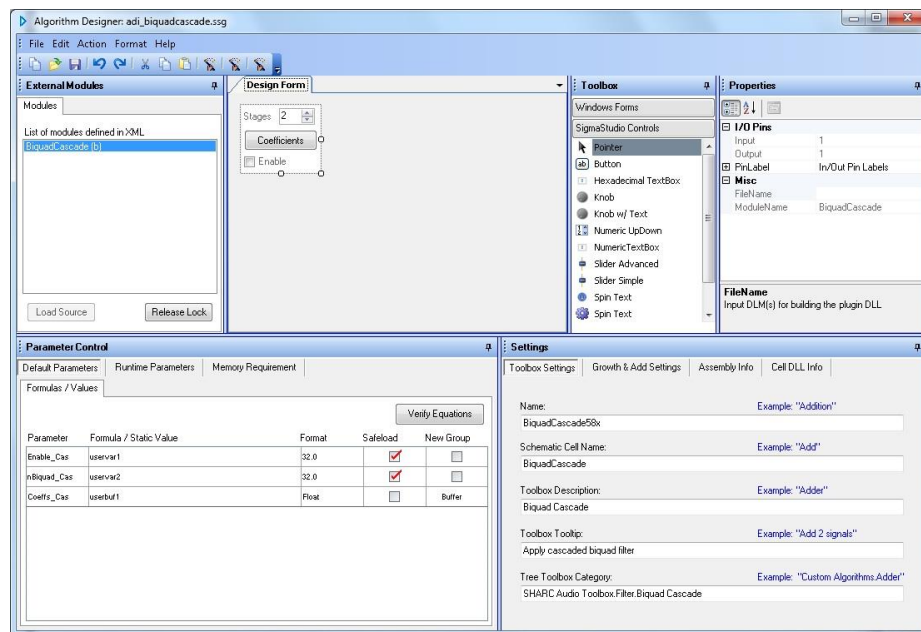 Algorithm Designer: adi_biquadcascade.ssg
File Edit Action Format Help
External Modules
Modules
List of modules defined in XML
BiquadCascade (b)
Load Source
Release Lock
Design Form
Stages 2
Coefficients
Enable
Toolbox
Windows Forms
SigmaStudio Controls
Pointer
ab Button
Hexadecimal TextBox
Knob
Knob w/ Text
Numeric UpDown
NumericTextBox
Slider Advanced
Slider Simple
Spin Text
Spin Text
Properties
I/O Pins
Input 1
Output 1
PinLabel In/Out Pin Labels
Misc
FileName
ModuleName BiquadCascade
FileName
Input DLM(s) for building the plugin DLL
Parameter Control
Default Parameters Runtime Parameters Memory Requirement
Formulas / Values
Verify Equations
Parameter Formula / Static Value Format Safeload New Group
Enable_Cas uservar1 32.0
nBiquad_Cas uservar2 32.0
Coeffs_Cas userbuf1 Float Buffer
Settings
Toolbox Settings Growth & Add Settings Assembly Info Cell DLL Info
Name: Example: "Addition"
BiquadCascade58x
Schematic Cell Name: Example: "Add"
BiquadCascade
Toolbox Description: Example: "Adder"
Biquad Cascade
Toolbox Tooltip: Example: "Add 2 signals"
Apply cascaded biquad filter
Tree Toolbox Category: Example: "Custom Algorithms.Adder"
SHARC Audio Toolbox.Filter.Biquad Cascade